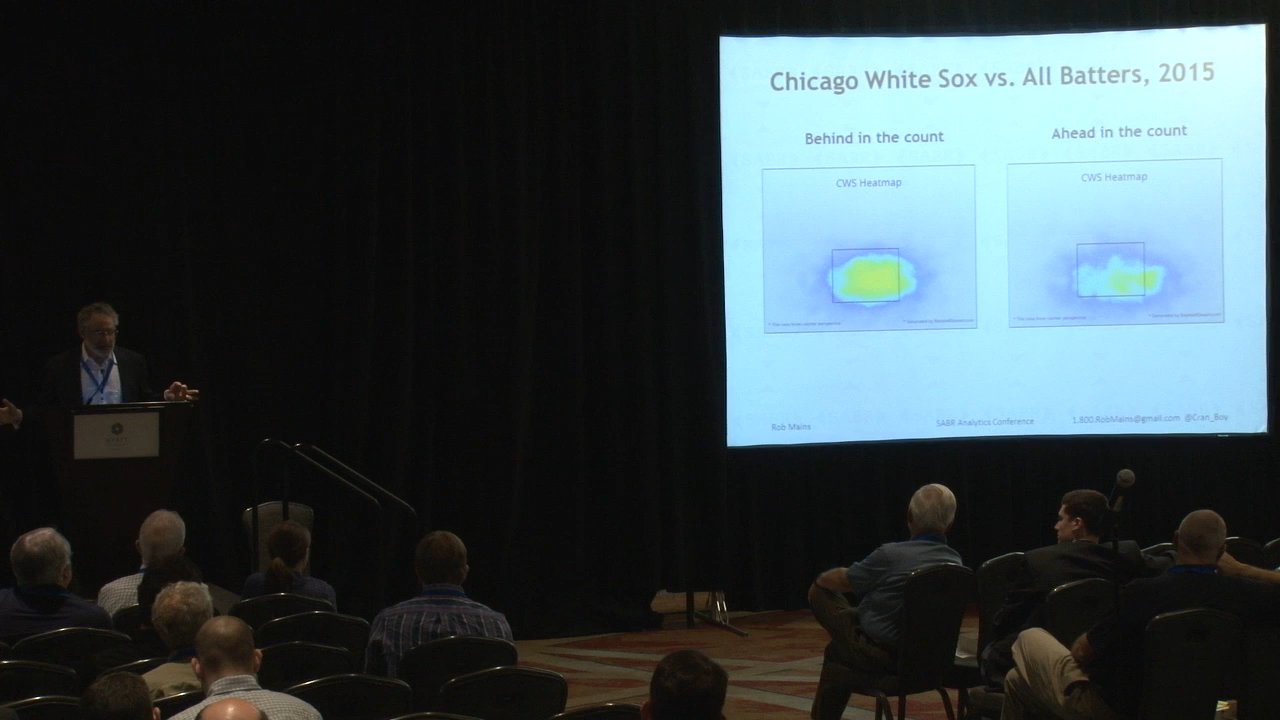 Chicago White Sox vs. All Batters, 2015
Behind in the count
Ahead in the count
CWS Heatmap
CWS Heatmap
Rob Mains
SABR Analytics Conference
1.800.RobMains@gmail.com @Cran_Boy
HYATT